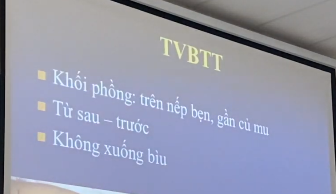 TVBTT
Khối phồng: trên nếp bẹn, gần củ mu
Từ sau – trước
Không xuống bìu